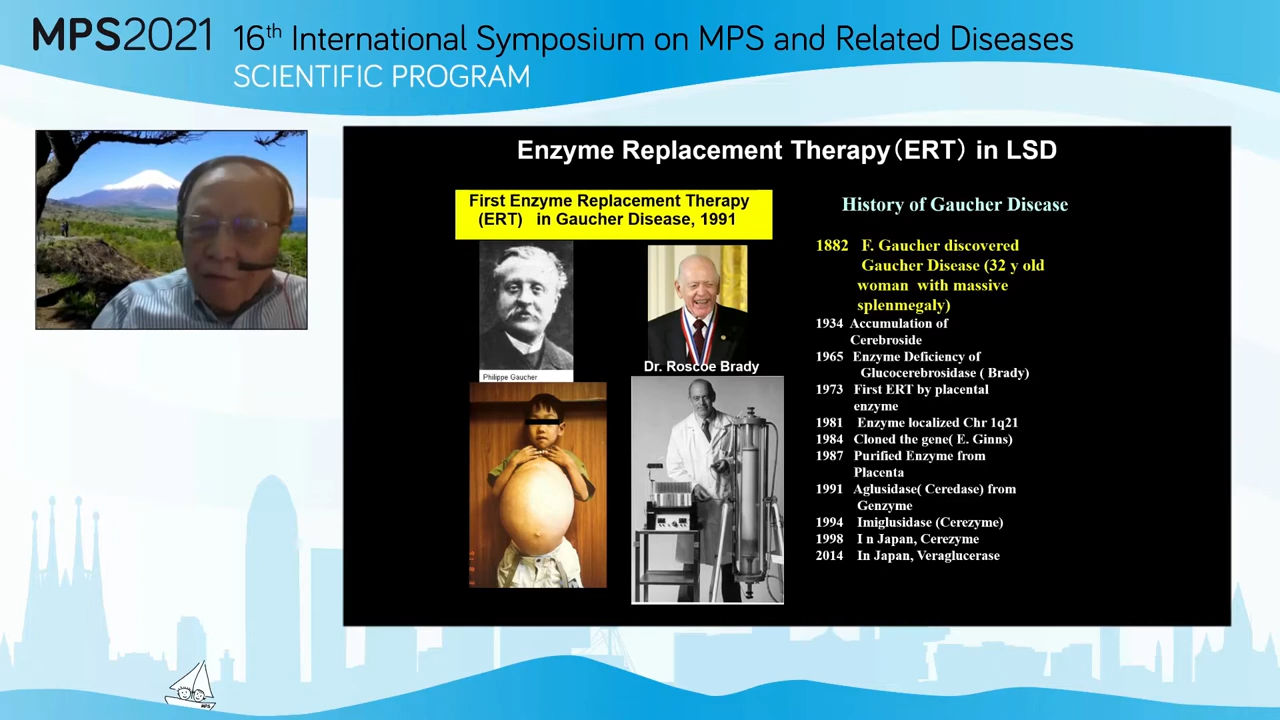 MPS2021 16th International Symposium on MPS and Related Diseases
SCIENTIFIC PROGRAM
Enzyme Replacement Therapy（ERT） in LSD
First Enzyme Replacement Therapy
(ERT) in Gaucher Disease, 1991
Philippe Gaucher
Dr. Roscoe Brady
History of Gaucher Disease
1882 F. Gaucher discovered
Gaucher Disease (32 y old
woman with massive
splenmegaly)
1934 Accumulation of
Cerebroside
1965 Enzyme Deficiency of
Glucocerebrosidase ( Brady)
1973 First ERT by placental
enzyme
1981 Enzyme localized Chr 1q21
1984 Cloned the gene( E. Ginns)
1987 Purified Enzyme from
Placenta
1991 Aglusidase( Ceredase) from
Genzyme
1994 Imiglusidase (Cerezyme)
1998 I n Japan, Cerezyme
2014 In Japan, Veraglucerase
MPS